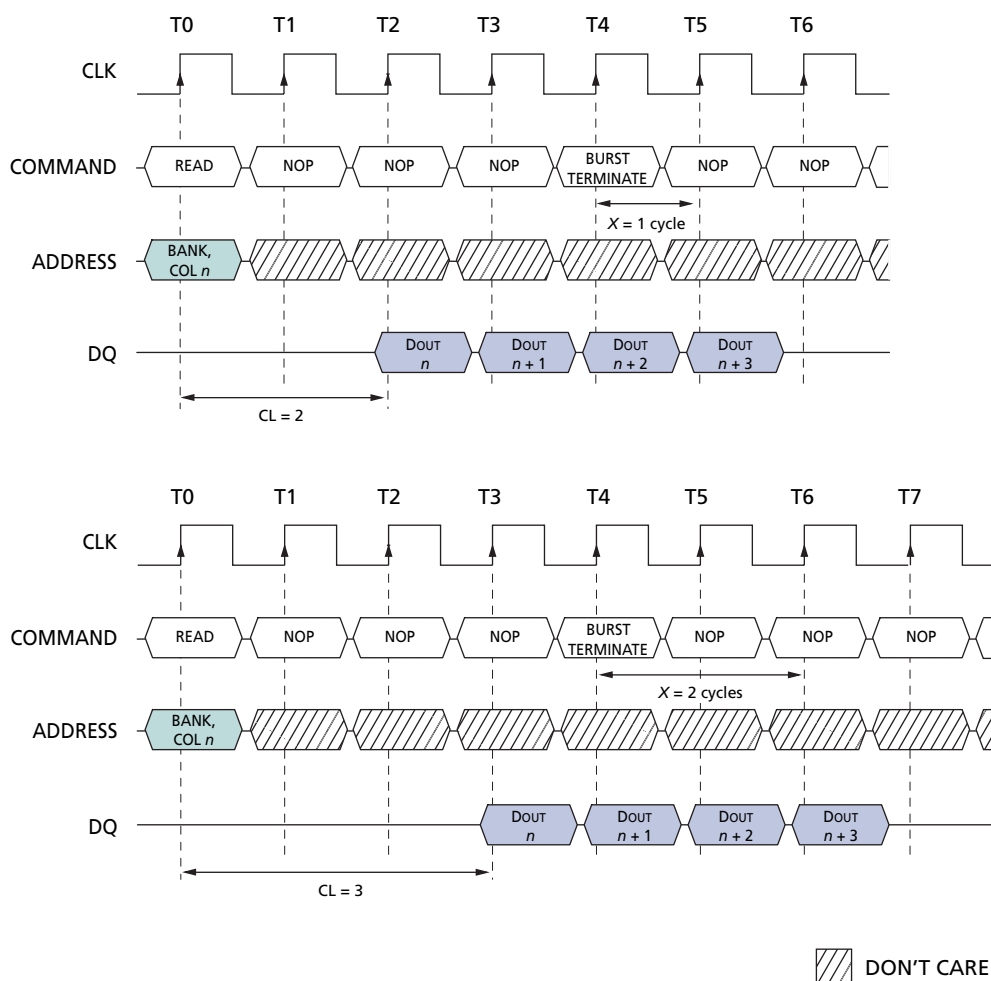 T0 T1 T2 T3 T4 T5 T6
CLK
COMMAND READ NOP NOP NOP BURST TERMINATE NOP NOP
X = 1 cycle
ADDRESS BANK, COL n
DQ DOUT n DOUT n + 1 DOUT n + 2 DOUT n + 3
CL = 2
T0 T1 T2 T3 T4 T5 T6 T7
CLK
COMMAND READ NOP NOP NOP BURST TERMINATE NOP NOP NOP
X = 2 cycles
ADDRESS BANK, COL n
DQ DOUT n DOUT n + 1 DOUT n + 2 DOUT n + 3
CL = 3
DON'T CARE